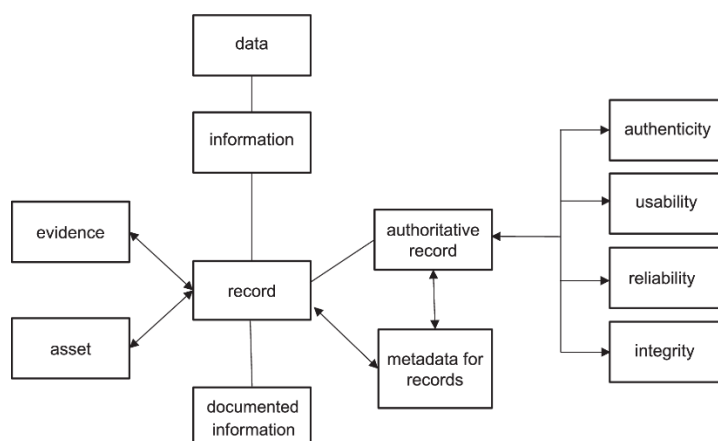 data
information
authenticity
usability
evidence
authoritative
record
record
reliability
asset
metadata for
records
integrity
documented
information